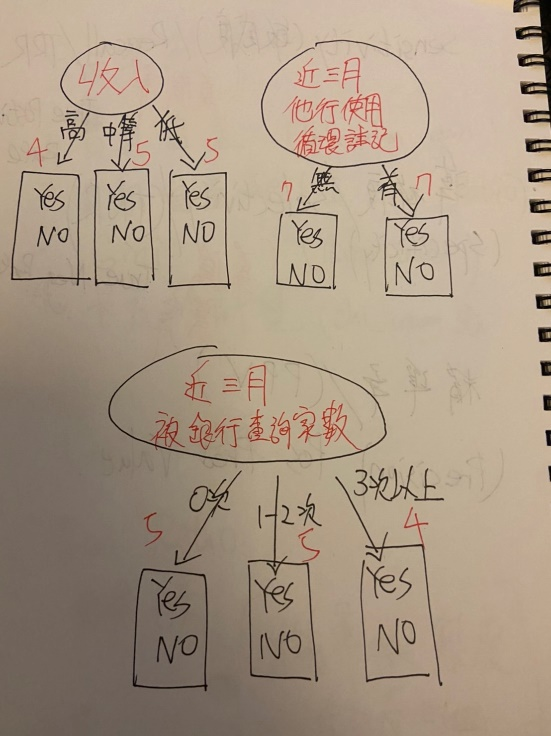 收入
高 中等 低
4 5 5
Yes Yes Yes
NO NO NO
近三月
他行使用
循環註記
無 有
7 7
Yes Yes
NO NO
近三月
被銀行查詢家數
0次 1-2次 3次以上
5 5 4
Yes Yes Yes
NO NO NO